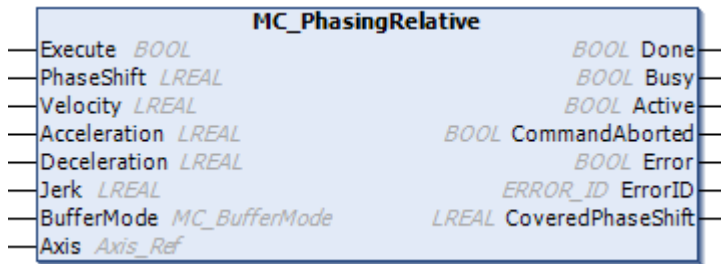 MC_PhasingRelative
Execute BOOL BOOL Done
PhaseShift LREAL BOOL Busy
Velocity LREAL BOOL Active
Acceleration LREAL BOOL CommandAborted
Deceleration LREAL BOOL Error
Jerk LREAL ERROR_ID ErrorID
BufferMode MC_BufferMode LREAL CoveredPhaseShift
Axis Axis_Ref